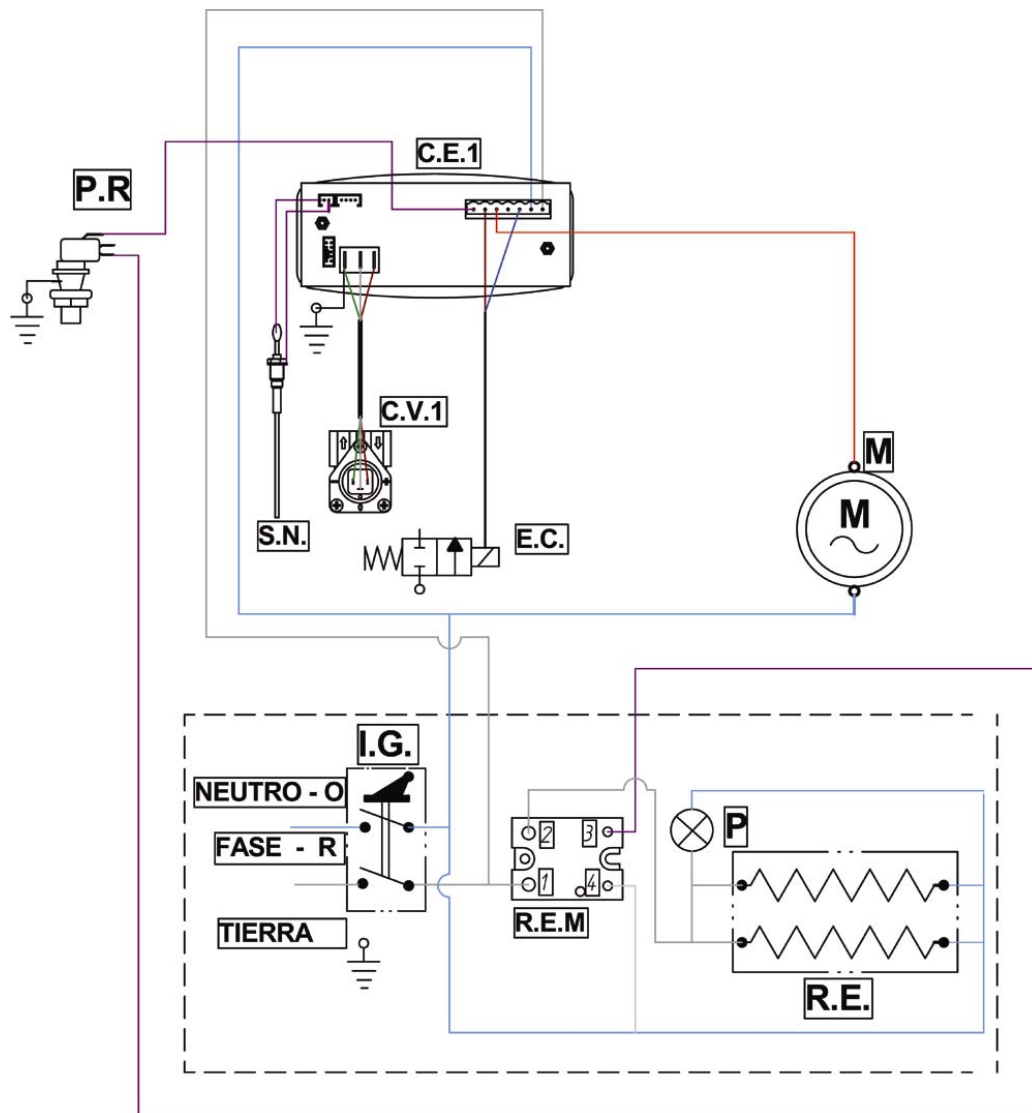 C.E.1
P.R
C.V.1
M
M
S.N.
E.C.
I.G.
NEUTRO - O
FASE - R
TIERRA
2
3
1
4
R.E.M
P
R.E.